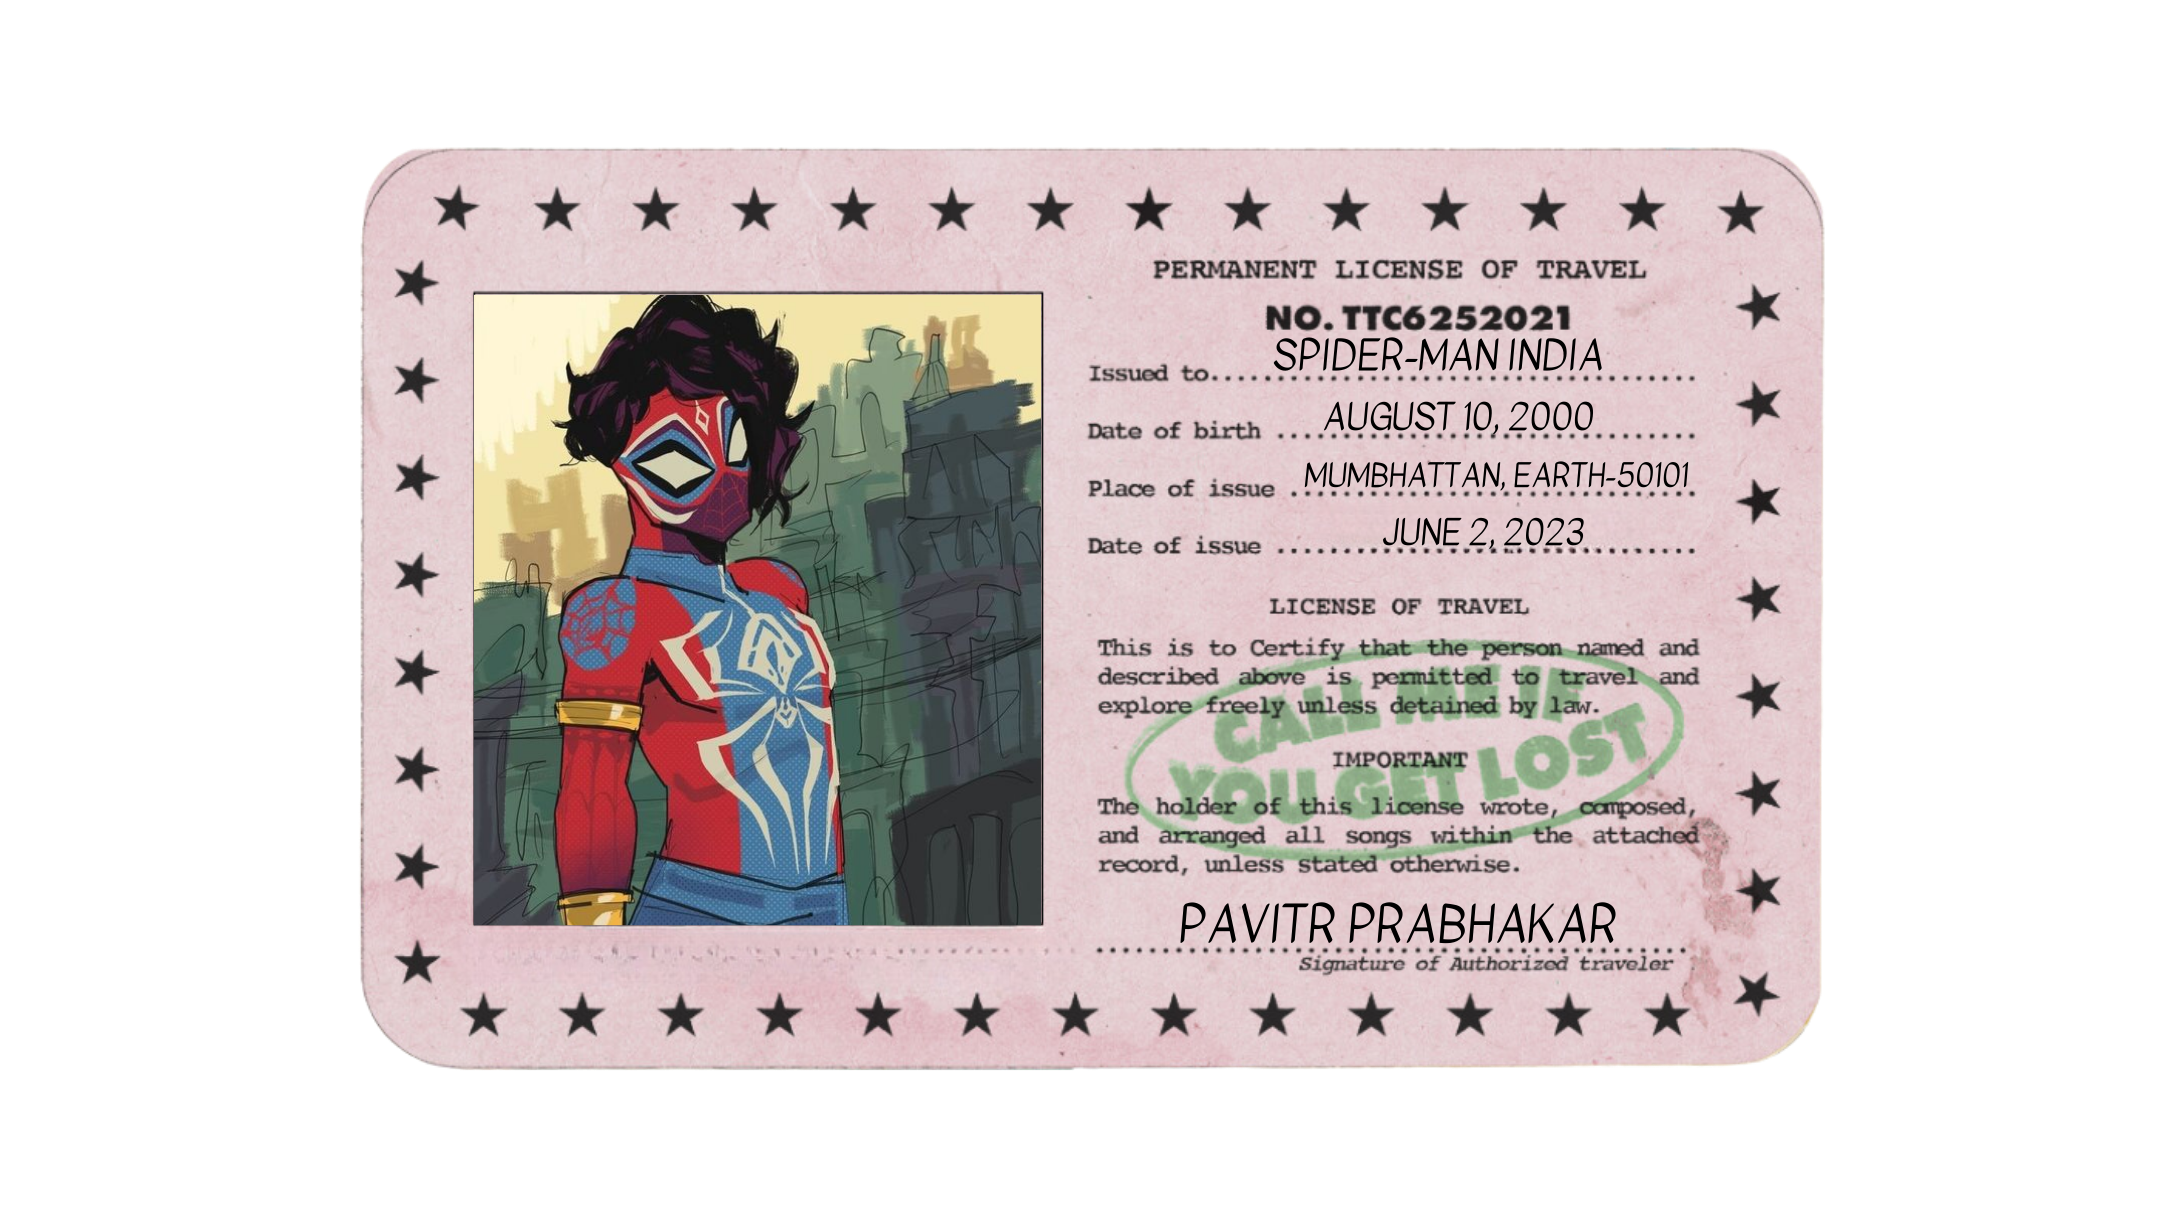 PERMANENT LICENSE OF TRAVEL
NO. TTC6252021
Issued to.... SPIDER-MAN INDIA
Date of birth .... AUGUST 10, 2000
Place of issue .... MUMBHATTAN, EARTH-50101
Date of issue .... JUNE 2, 2023
LICENSE OF TRAVEL
This is to Certify that the person named and
described above is permitted to travel and
explore freely unless detained by law.
CALL ME IF
YOU GET LOST
IMPORTANT
The holder of this license wrote, composed,
and arranged all songs within the attached
record, unless stated otherwise.
PAVITR PRABHAKAR
Signature of Authorized traveler